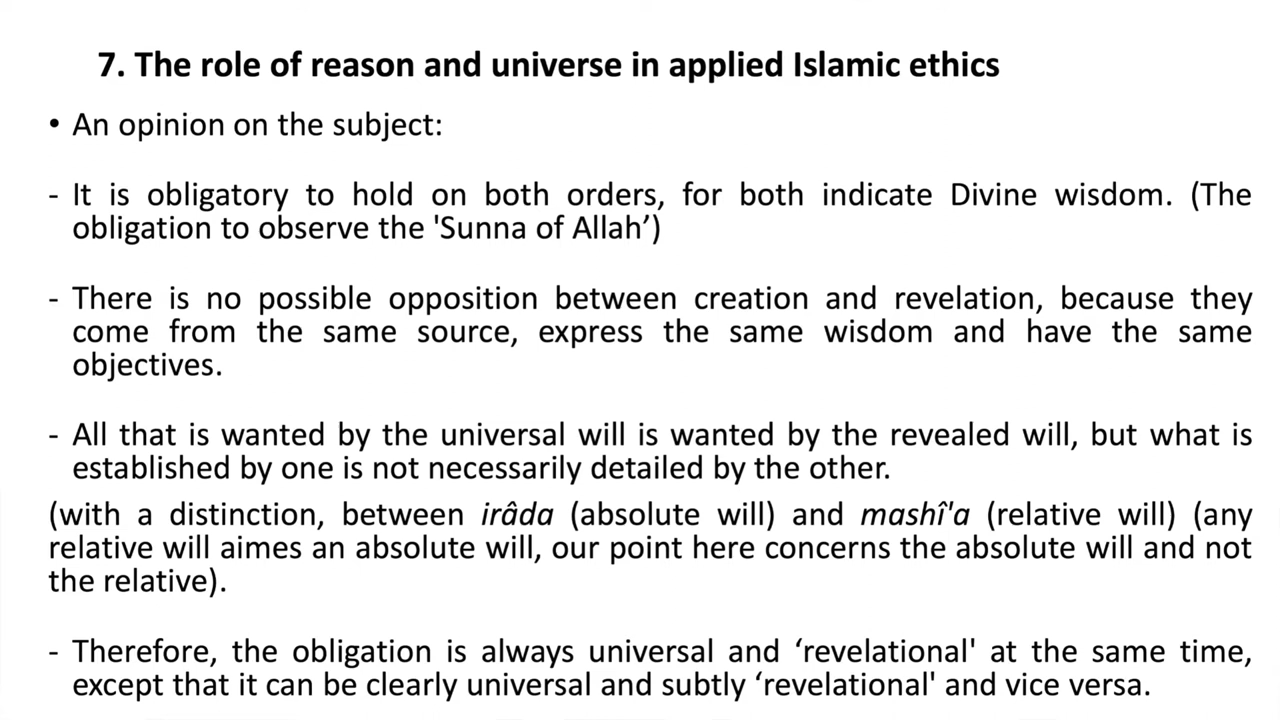 7. The role of reason and universe in applied Islamic ethics
• An opinion on the subject:
- It is obligatory to hold on both orders, for both indicate Divine wisdom. (The
obligation to observe the 'Sunna of Allah’)
- There is no possible opposition between creation and revelation, because they
come from the same source, express the same wisdom and have the same
objectives.
- All that is wanted by the universal will is wanted by the revealed will, but what is
established by one is not necessarily detailed by the other.
(with a distinction, between irâda (absolute will) and mashî'a (relative will) (any
relative will aimes an absolute will, our point here concerns the absolute will and not
the relative).
- Therefore, the obligation is always universal and ‘revelational' at the same time,
except that it can be clearly universal and subtly ‘revelational' and vice versa.